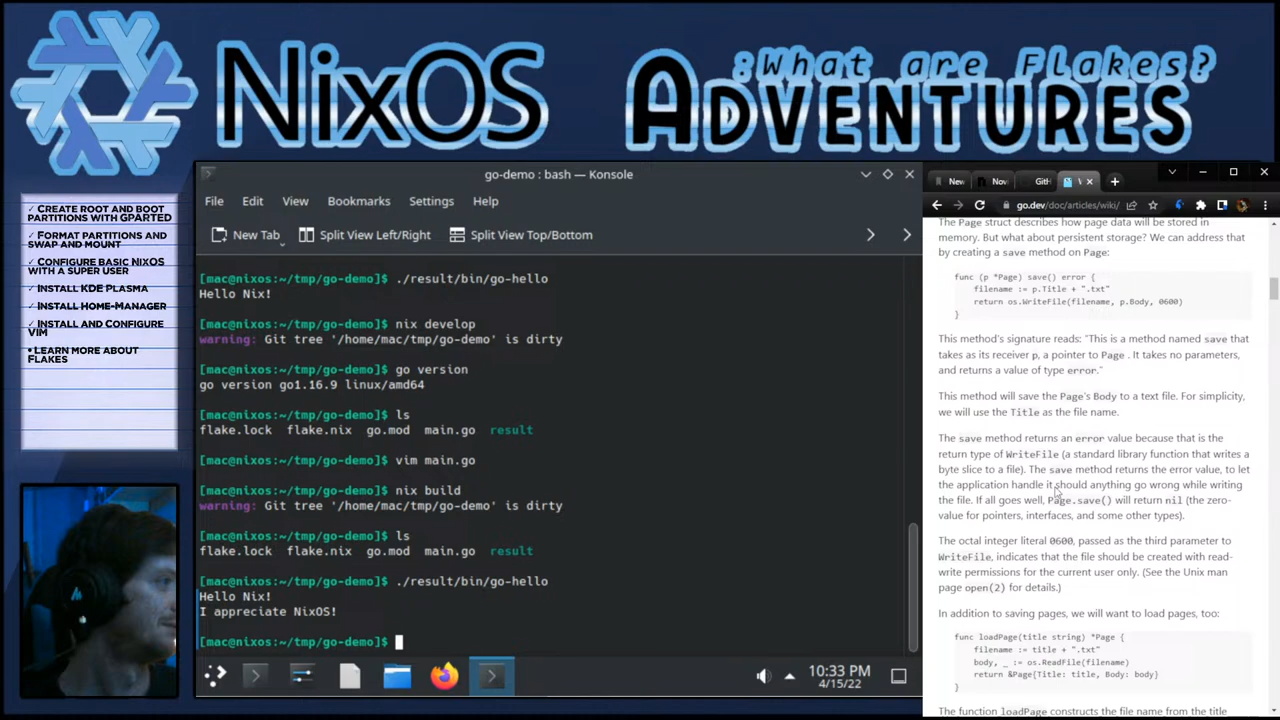 NixOS
:What are Flakes?
ADVENTURES
✓ CREATE ROOT AND BOOT
PARTITIONS WITH GPARTED
✓ FORMAT PARTITIONS AND
SWAP AND MOUNT
✓ CONFIGURE BASIC NIXOS
WITH A SUPER USER
✓ INSTALL KDE PLASMA
✓ INSTALL HOME-MANAGER
✓ INSTALL AND CONFIGURE
VIM
• LEARN MORE ABOUT
FLAKES
go-demo : bash — Konsole
File Edit View Bookmarks Settings Help
New Tab Split View Left/Right Split View Top/Bottom
[mac@nixos:~/tmp/go-demo]$ ./result/bin/go-hello
Hello Nix!
[mac@nixos:~/tmp/go-demo]$ nix develop
warning: Git tree '/home/mac/tmp/go-demo' is dirty
[mac@nixos:~/tmp/go-demo]$ go version
go version go1.16.9 linux/amd64
[mac@nixos:~/tmp/go-demo]$ ls
flake.lock flake.nix go.mod main.go result
[mac@nixos:~/tmp/go-demo]$ vim main.go
[mac@nixos:~/tmp/go-demo]$ nix build
warning: Git tree '/home/mac/tmp/go-demo' is dirty
[mac@nixos:~/tmp/go-demo]$ ls
flake.lock flake.nix go.mod main.go result
[mac@nixos:~/tmp/go-demo]$ ./result/bin/go-hello
Hello Nix!
I appreciate NixOS!
[mac@nixos:~/tmp/go-demo]$
10:33 PM
4/15/22
New Novi GitH
go.dev/doc/articles/wiki/
The Page struct describes how page data will be stored in
memory. But what about persistent storage? We can address that
by creating a save method on Page:
func (p *Page) save() error {
filename := p.Title + ".txt"
return os.WriteFile(filename, p.Body, 0600)
}
This method's signature reads: "This is a method named save that
takes as its receiver p, a pointer to Page . It takes no parameters,
and returns a value of type error."
This method will save the Page's Body to a text file. For simplicity,
we will use the Title as the file name.
The save method returns an error value because that is the
return type of WriteFile (a standard library function that writes a
byte slice to a file). The save method returns the error value, to let
the application handle it should anything go wrong while writing
the file. If all goes well, Page.save() will return nil (the zero-
value for pointers, interfaces, and some other types).
The octal integer literal 0600, passed as the third parameter to
WriteFile, indicates that the file should be created with read-
write permissions for the current user only. (See the Unix man
page open(2) for details.)
In addition to saving pages, we will want to load pages, too:
func loadPage(title string) *Page {
filename := title + ".txt"
body, _ := os.ReadFile(filename)
return &Page{Title: title, Body: body}
}
The function loadPage constructs the file name from the title